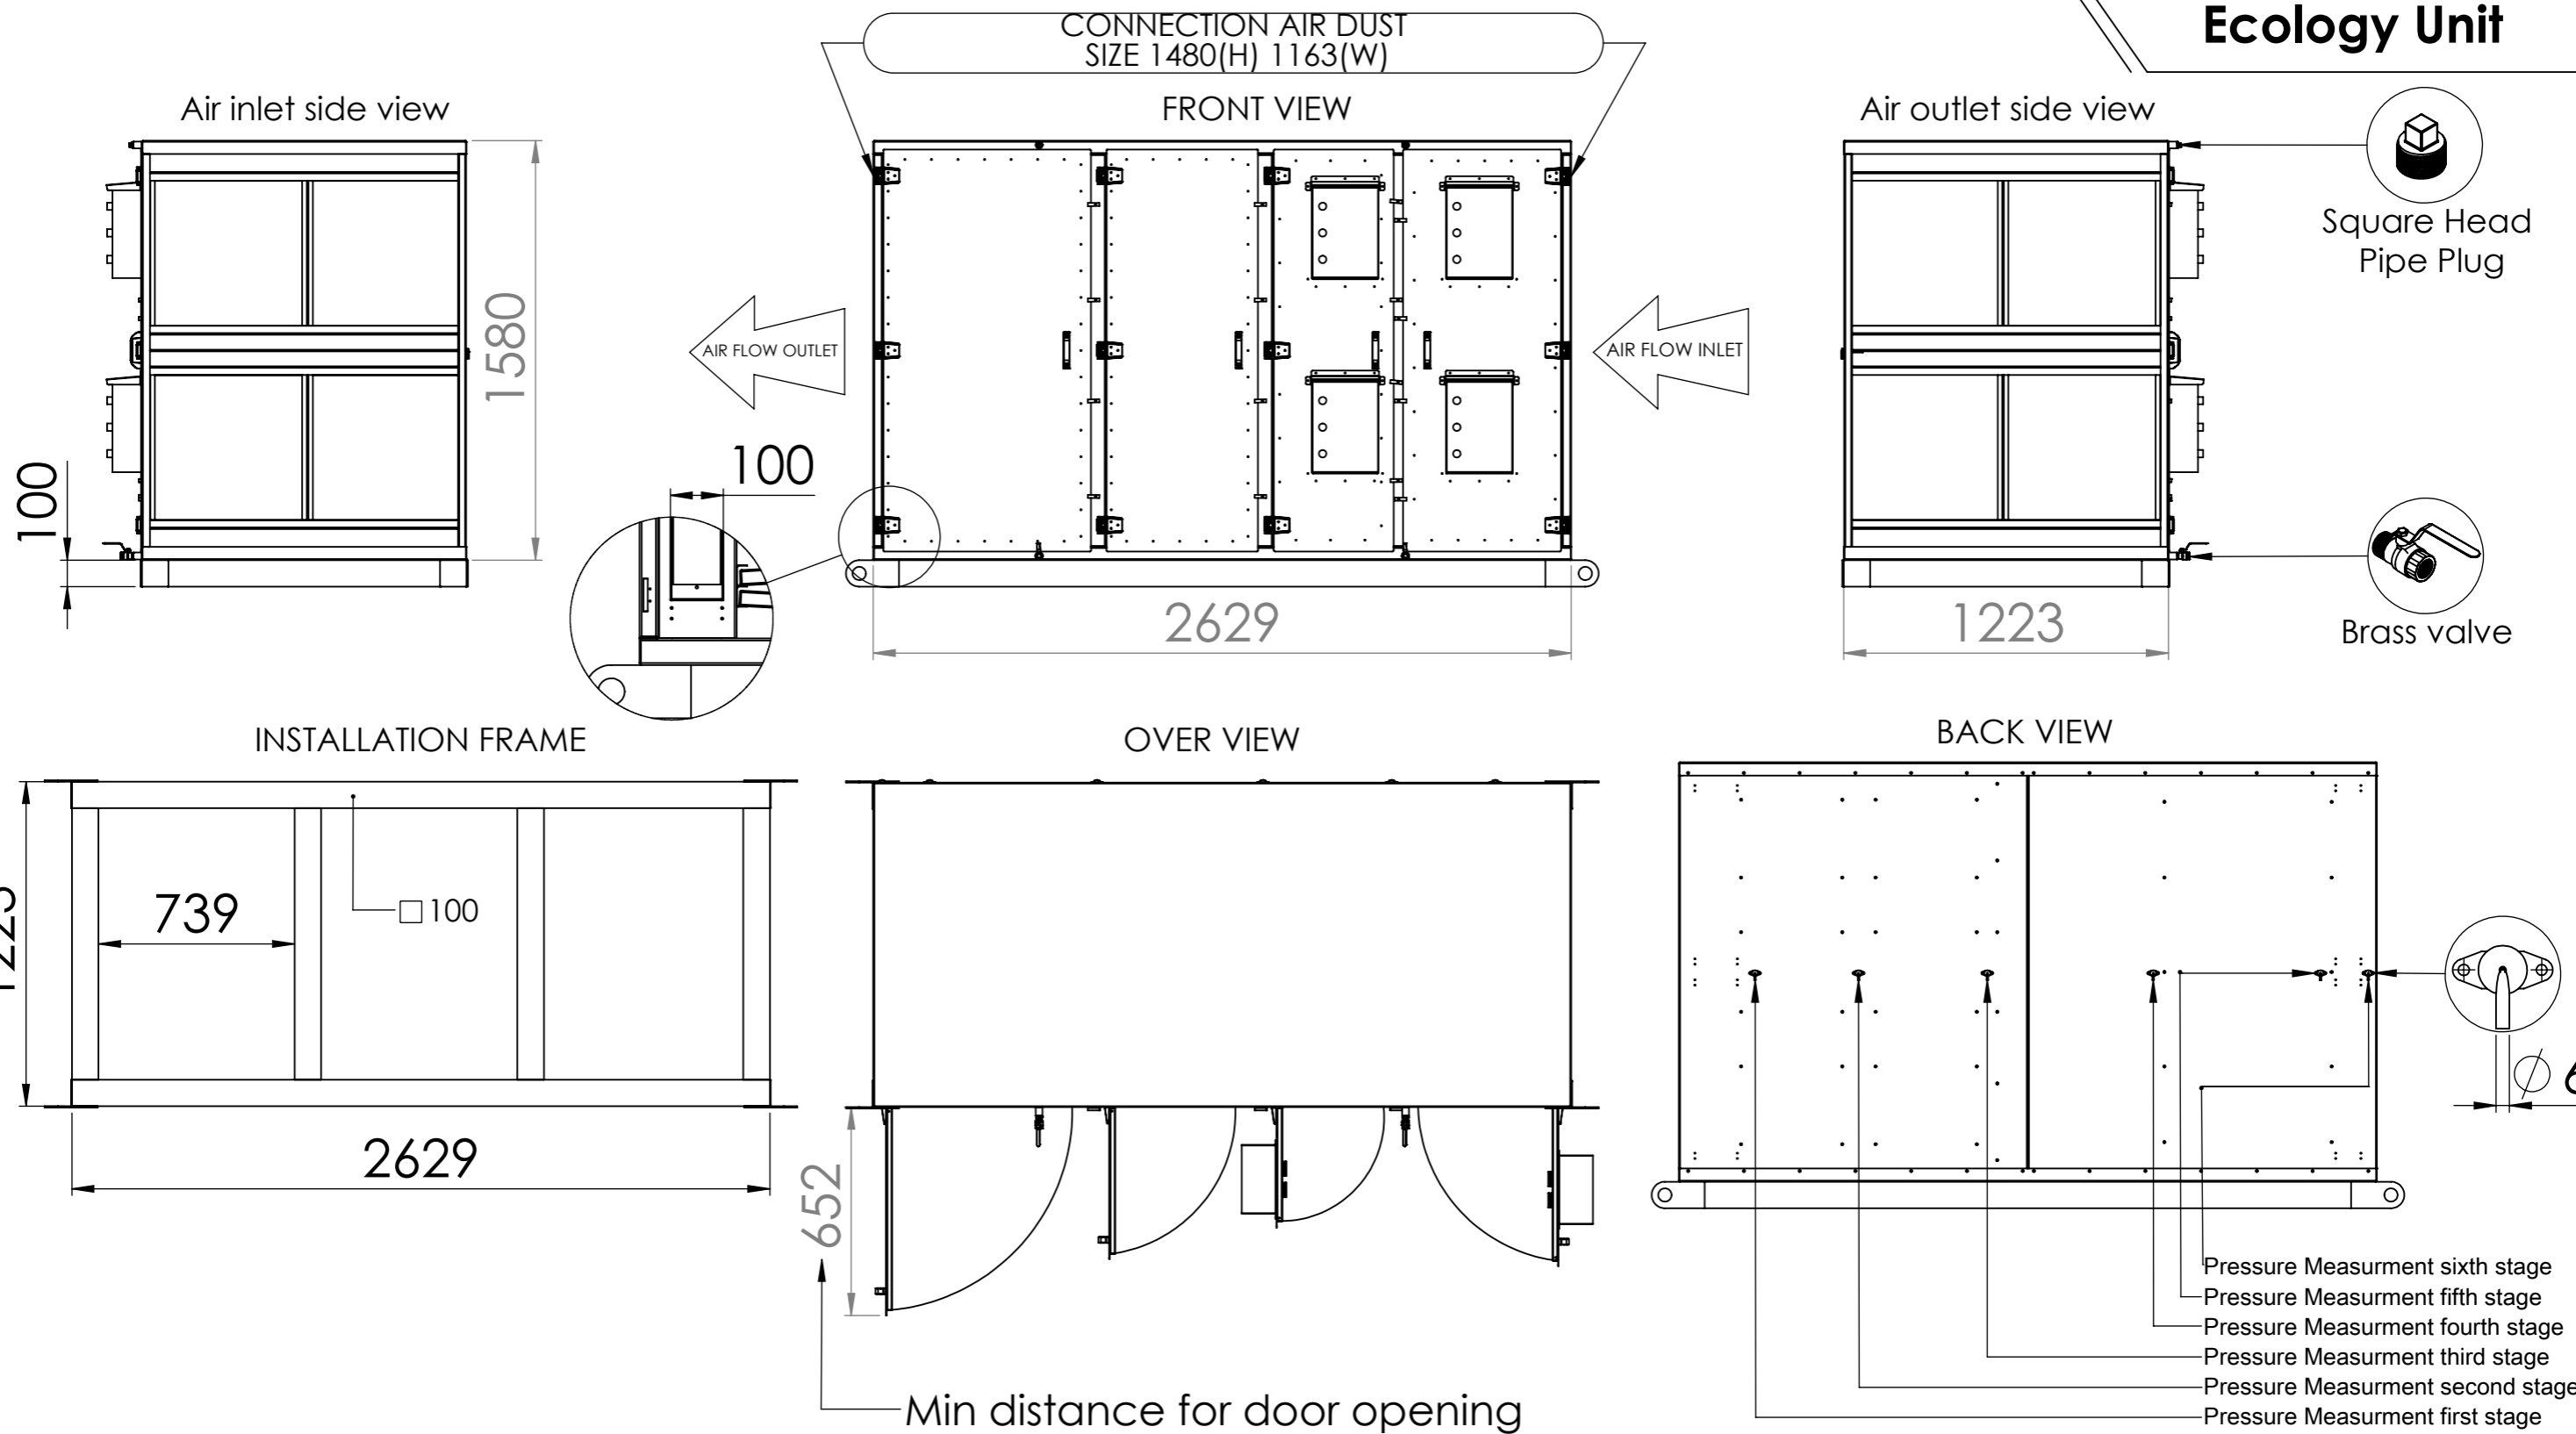 Ecology Unit
CONNECTION AIR DUST
SIZE 1480(H) 1163(W)
Air inlet side view
FRONT VIEW
Air outlet side view
Square Head
Pipe Plug
1580
AIR FLOW OUTLET
AIR FLOW INLET
100
100
2629
1223
Brass valve
INSTALLATION FRAME
OVER VIEW
BACK VIEW
739
□100
2629
652
Min distance for door opening
Pressure Measurment sixth stage
Pressure Measurment fifth stage
Pressure Measurment fourth stage
Pressure Measurment third stage
Pressure Measurment second stage
Pressure Measurment first stage